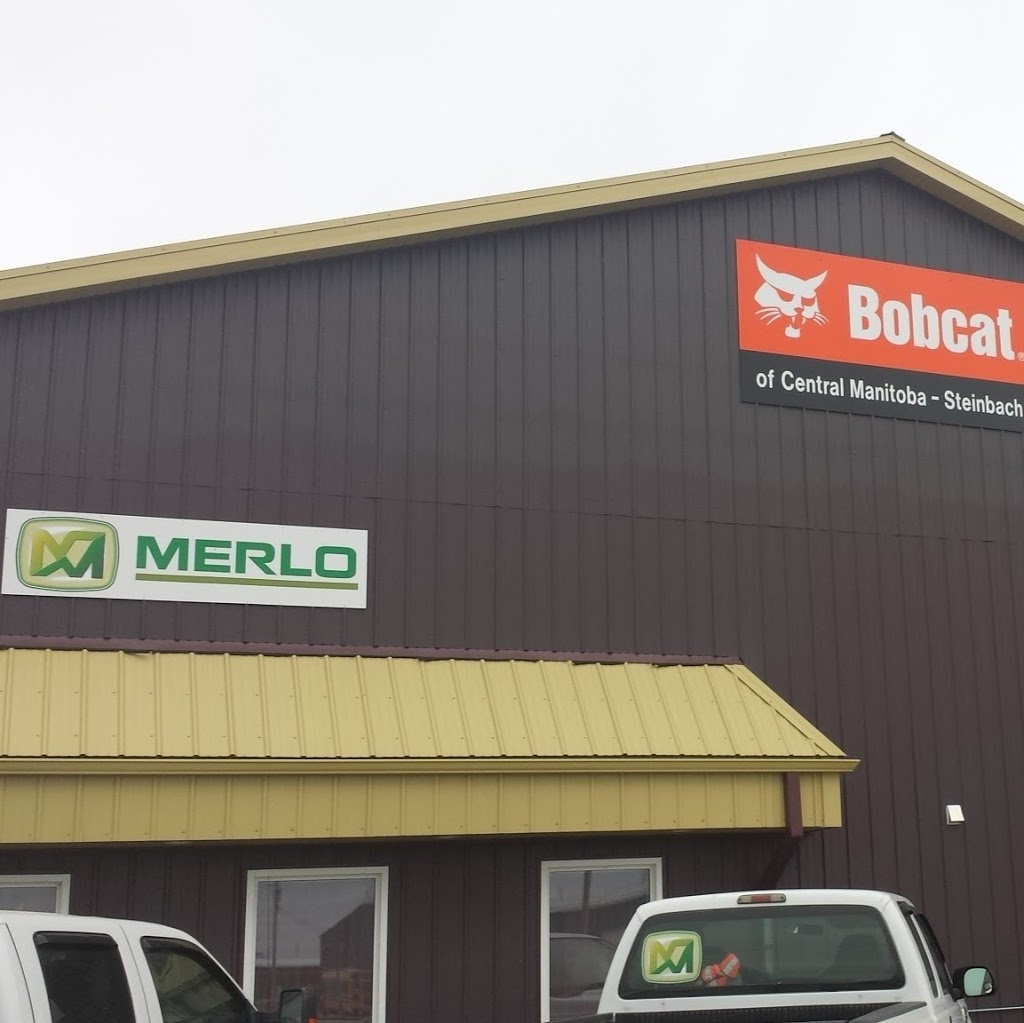 Bobcat®
of Central Manitoba - Steinbach
MERLO